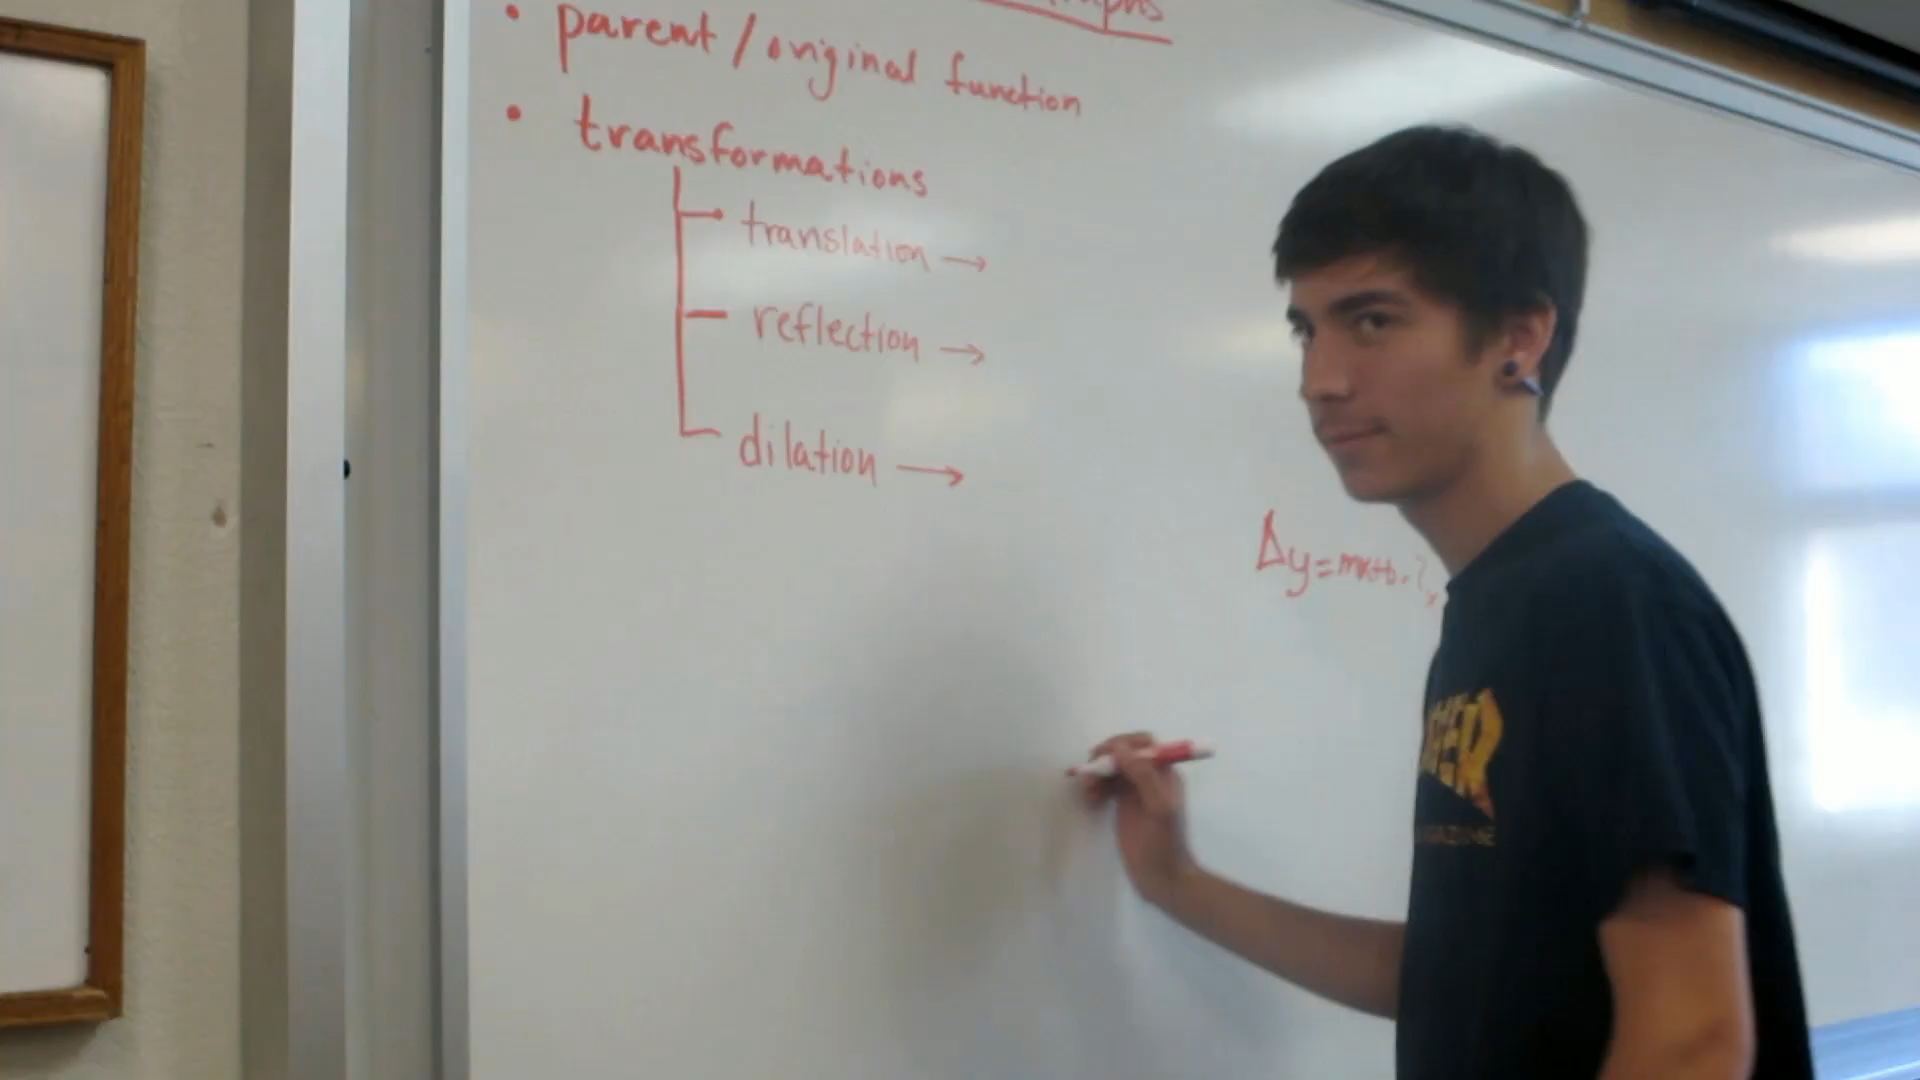 • parent / original function
• transformations
translation →
reflection →
dilation →
Δy=mx+b.?